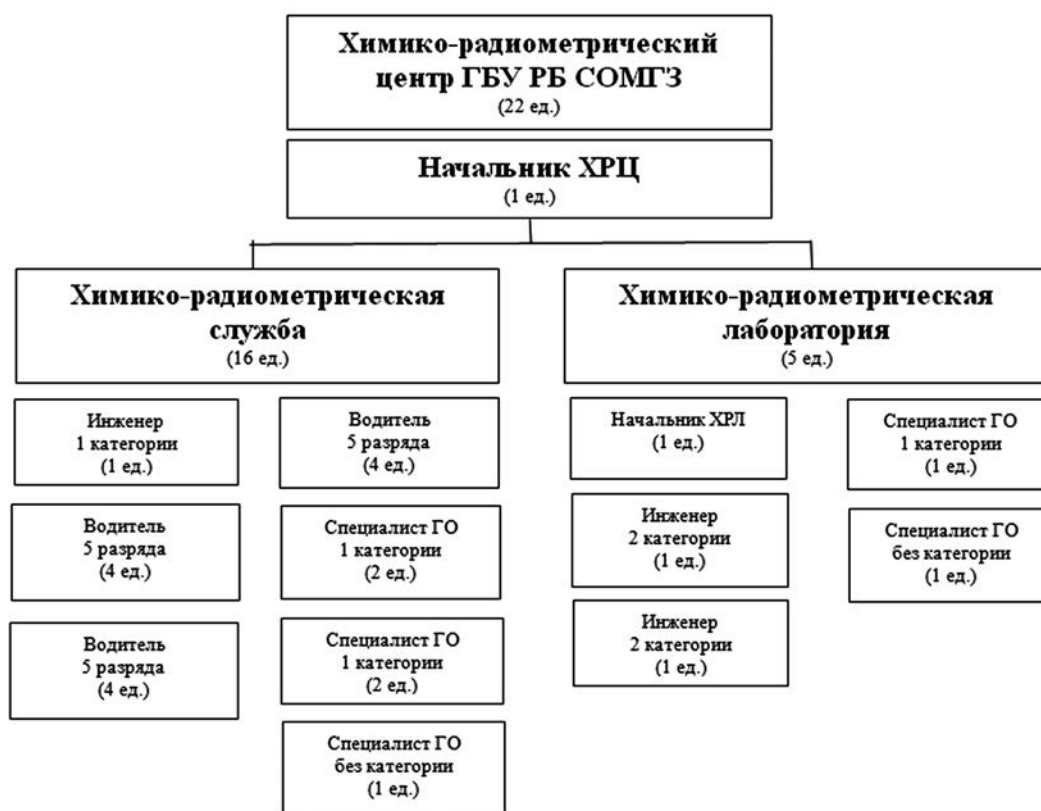 Химико-радиометрический
центр ГБУ РБ СОМГЗ
(22 ед.)
Начальник ХРЦ
(1 ед.)
Химико-радиометрическая
служба
(16 ед.)
Химико-радиометрическая
лаборатория
(5 ед.)
Инженер
1 категории
(1 ед.)
Водитель
5 разряда
(4 ед.)
Водитель
5 разряда
(4 ед.)
Водитель
5 разряда
(4 ед.)
Специалист ГО
1 категории
(2 ед.)
Специалист ГО
1 категории
(2 ед.)
Специалист ГО
без категории
(1 ед.)
Начальник ХРЛ
(1 ед.)
Инженер
2 категории
(1 ед.)
Инженер
2 категории
(1 ед.)
Специалист ГО
1 категории
(1 ед.)
Специалист ГО
без категории
(1 ед.)